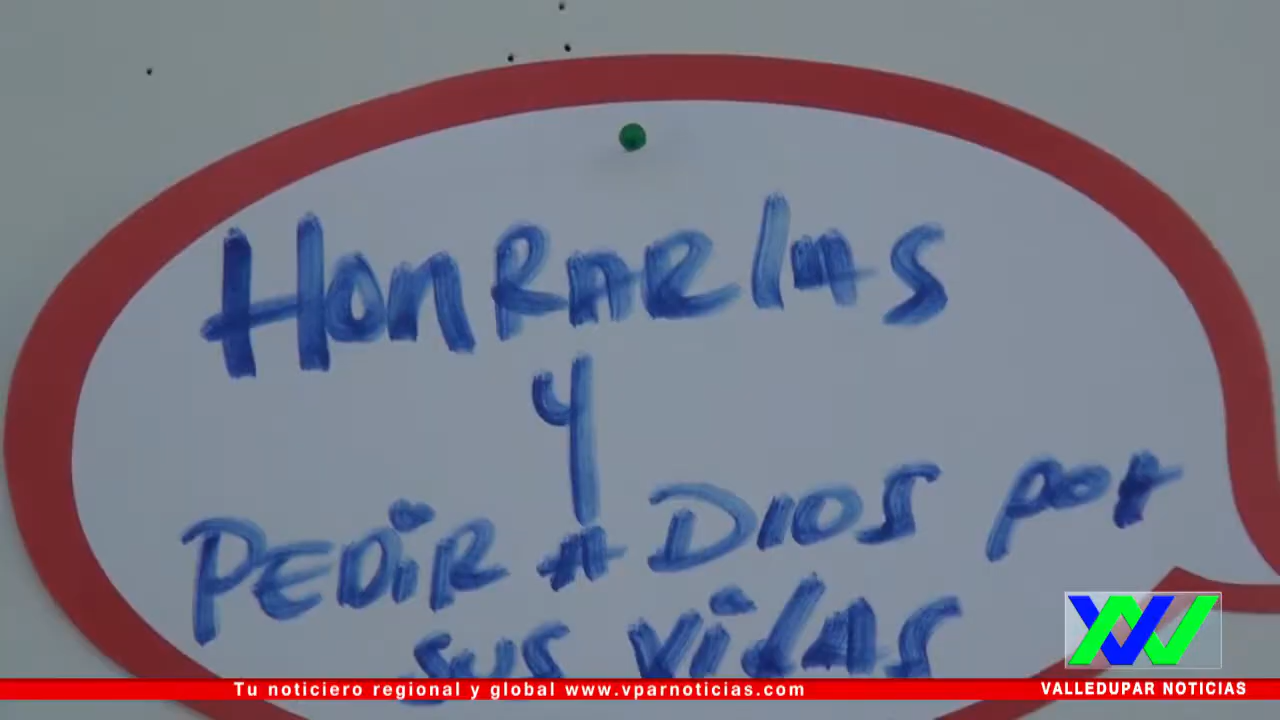 HonRARlAS
y
PEDiR A DIOS por
sus vidAS
Tu noticiero regional y global www.vparnoticias.com
VALLEDUPAR NOTICIAS